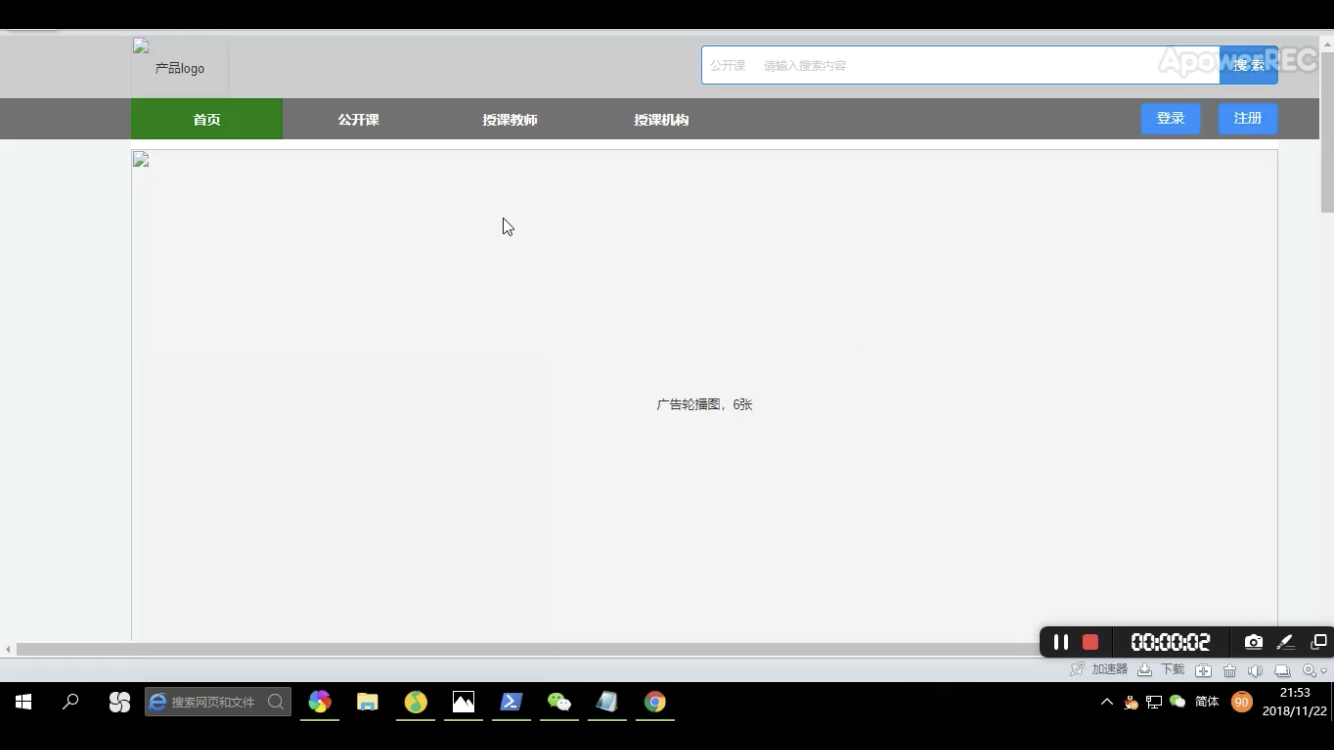 产品logo
公开课 请输入搜索内容
搜索
ApowerREC
首页 公开课 授课教师 授课机构
登录 注册
广告轮播图，6张
00:00:02
加速器 下载
搜索网页和文件
简体
90
21:53
2018/11/22